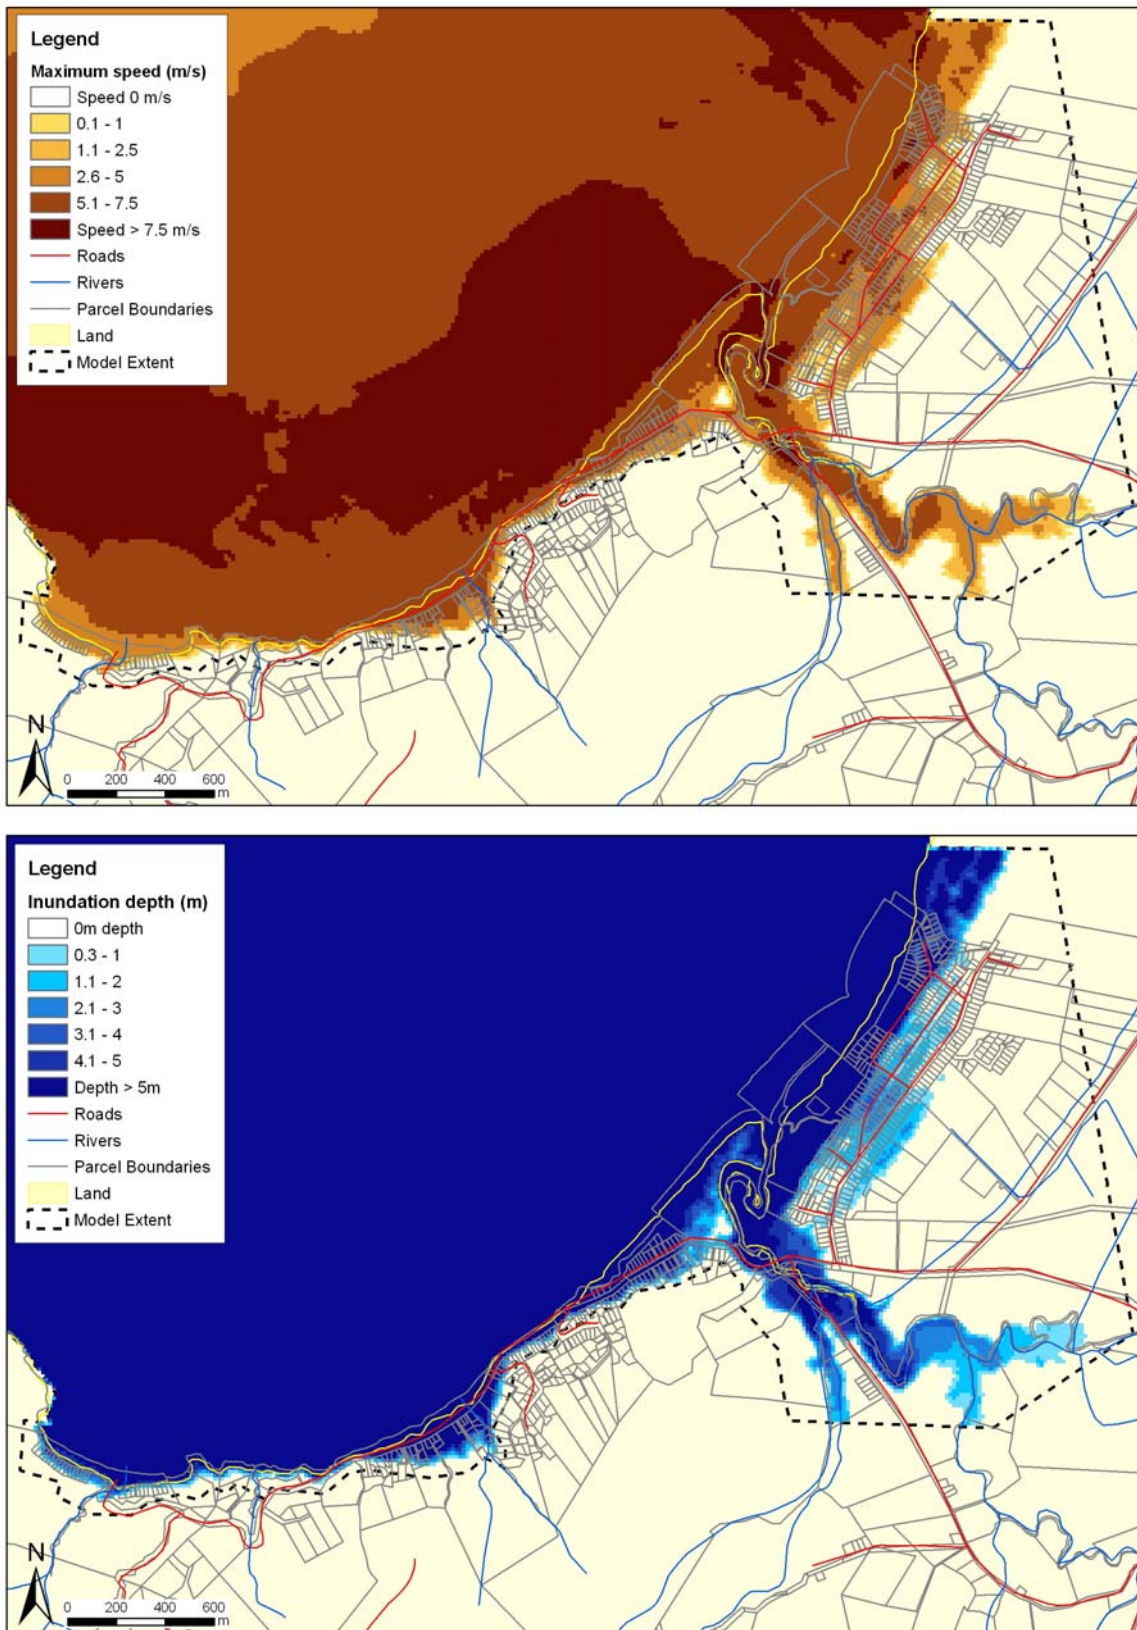 Legend
Maximum speed (m/s)
Speed 0 m/s
0.1 - 1
1.1 - 2.5
2.6 - 5
5.1 - 7.5
Speed > 7.5 m/s
Roads
Rivers
Parcel Boundaries
Land
Model Extent
N
0 200 400 600
m
Legend
Inundation depth (m)
0m depth
0.3 - 1
1.1 - 2
2.1 - 3
3.1 - 4
4.1 - 5
Depth > 5m
Roads
Rivers
Parcel Boundaries
Land
Model Extent
N
0 200 400 600
m